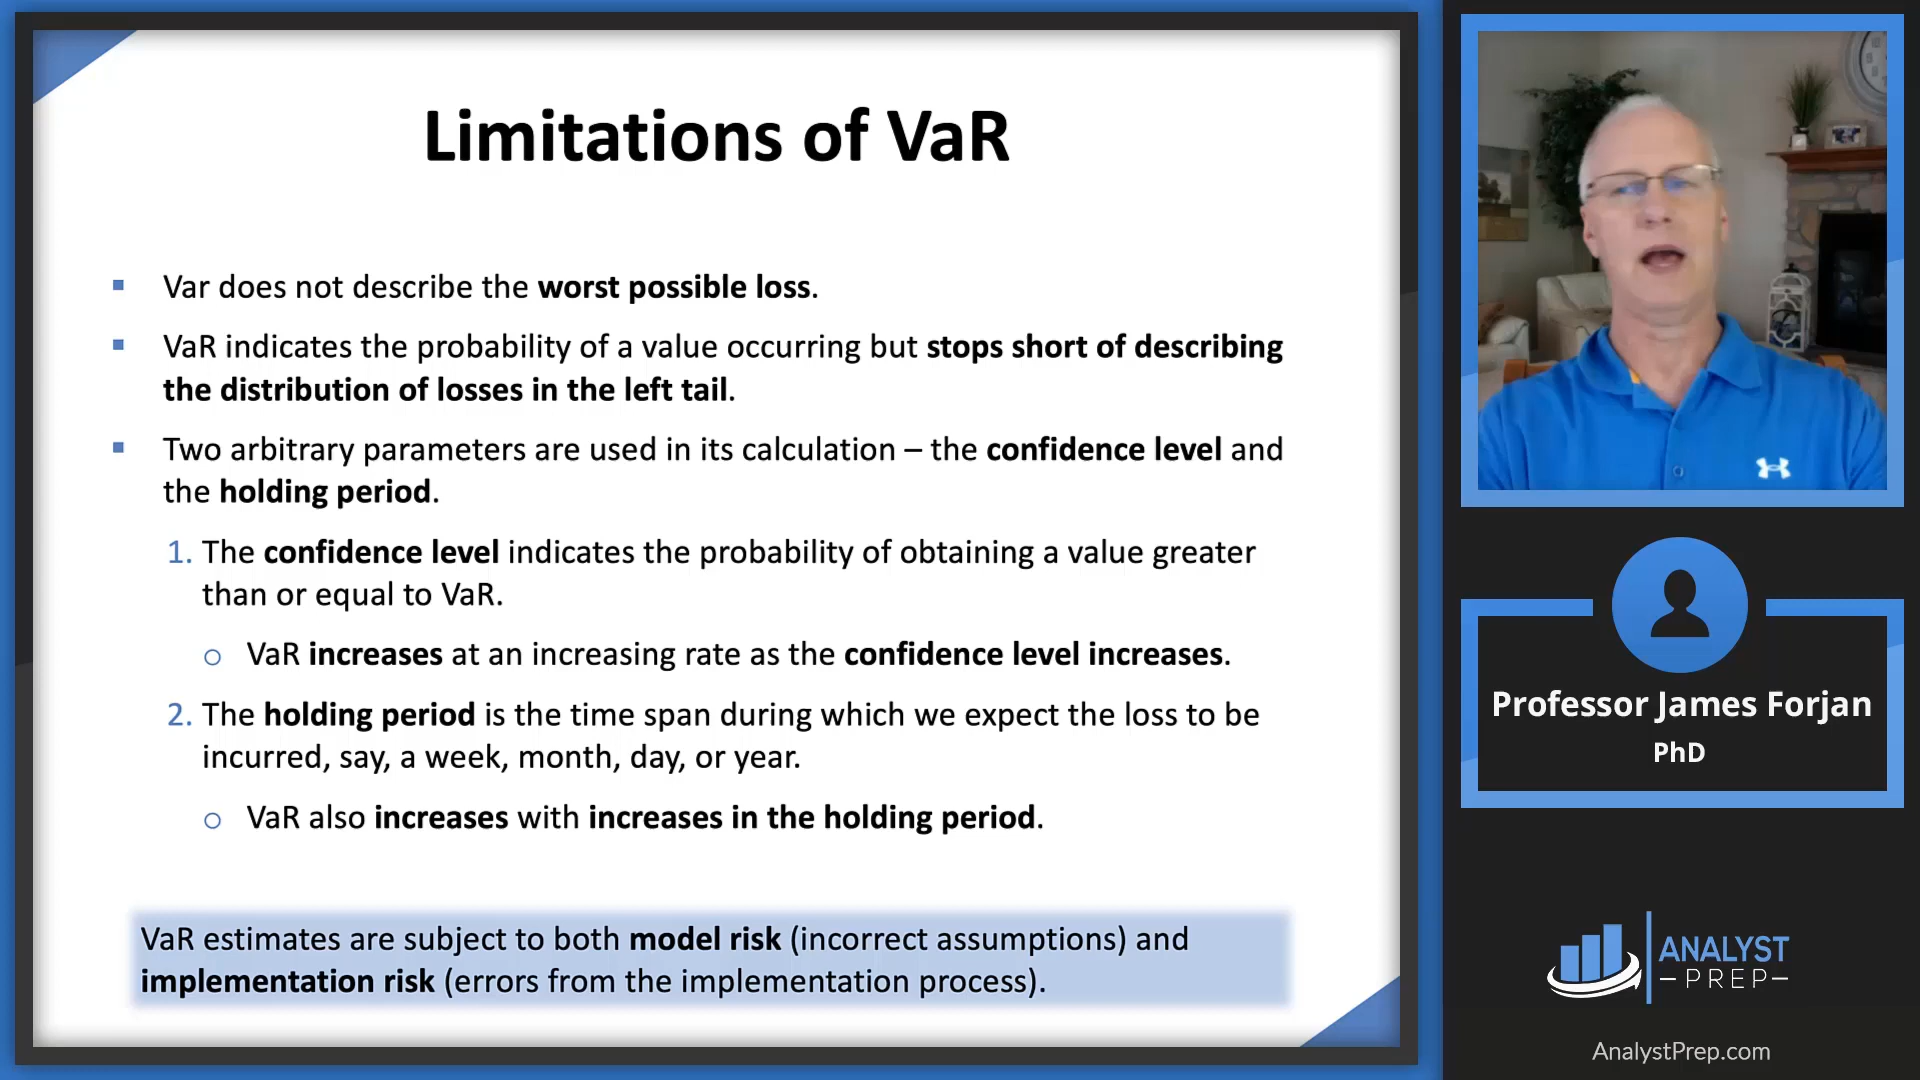 Limitations of VaR
Var does not describe the worst possible loss.
VaR indicates the probability of a value occurring but stops short of describing
the distribution of losses in the left tail.
Two arbitrary parameters are used in its calculation – the confidence level and
the holding period.
1. The confidence level indicates the probability of obtaining a value greater
than or equal to VaR.
VaR increases at an increasing rate as the confidence level increases.
2. The holding period is the time span during which we expect the loss to be
incurred, say, a week, month, day, or year.
VaR also increases with increases in the holding period.
VaR estimates are subject to both model risk (incorrect assumptions) and
implementation risk (errors from the implementation process).
Professor James Forjan
PhD
ANALYST
PREP
AnalystPrep.com